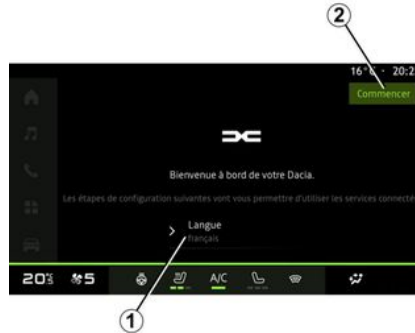 2
16° · 20:2
Commencer
Bienvenue à bord de votre Dacia.
Les étapes de configuration suivantes vont vous permettre d'utiliser les services connecté
Langue
français
20 5 A/C
1